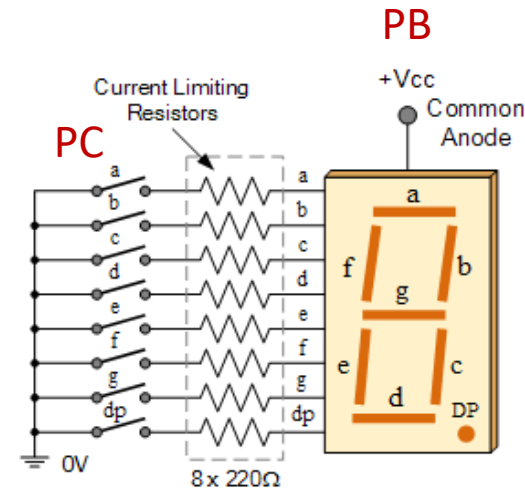 PB
+Vcc
Common
Anode
Current Limiting
Resistors
PC
a
b
c
d
e
f
g
dp
a
b
c
d
e
f
g
dp
a
f
b
g
e
c
d
DP
0V
8 x 220Ω